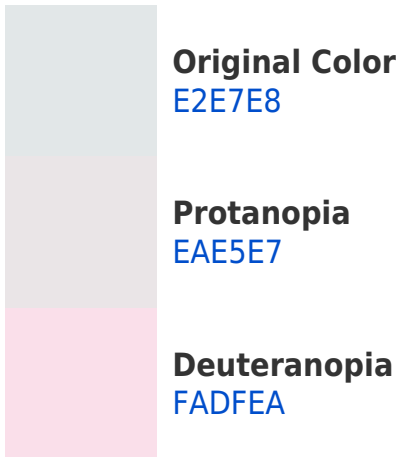 Original Color
E2E7E8
Protanopia
EAE5E7
Deuteranopia
FADFEA